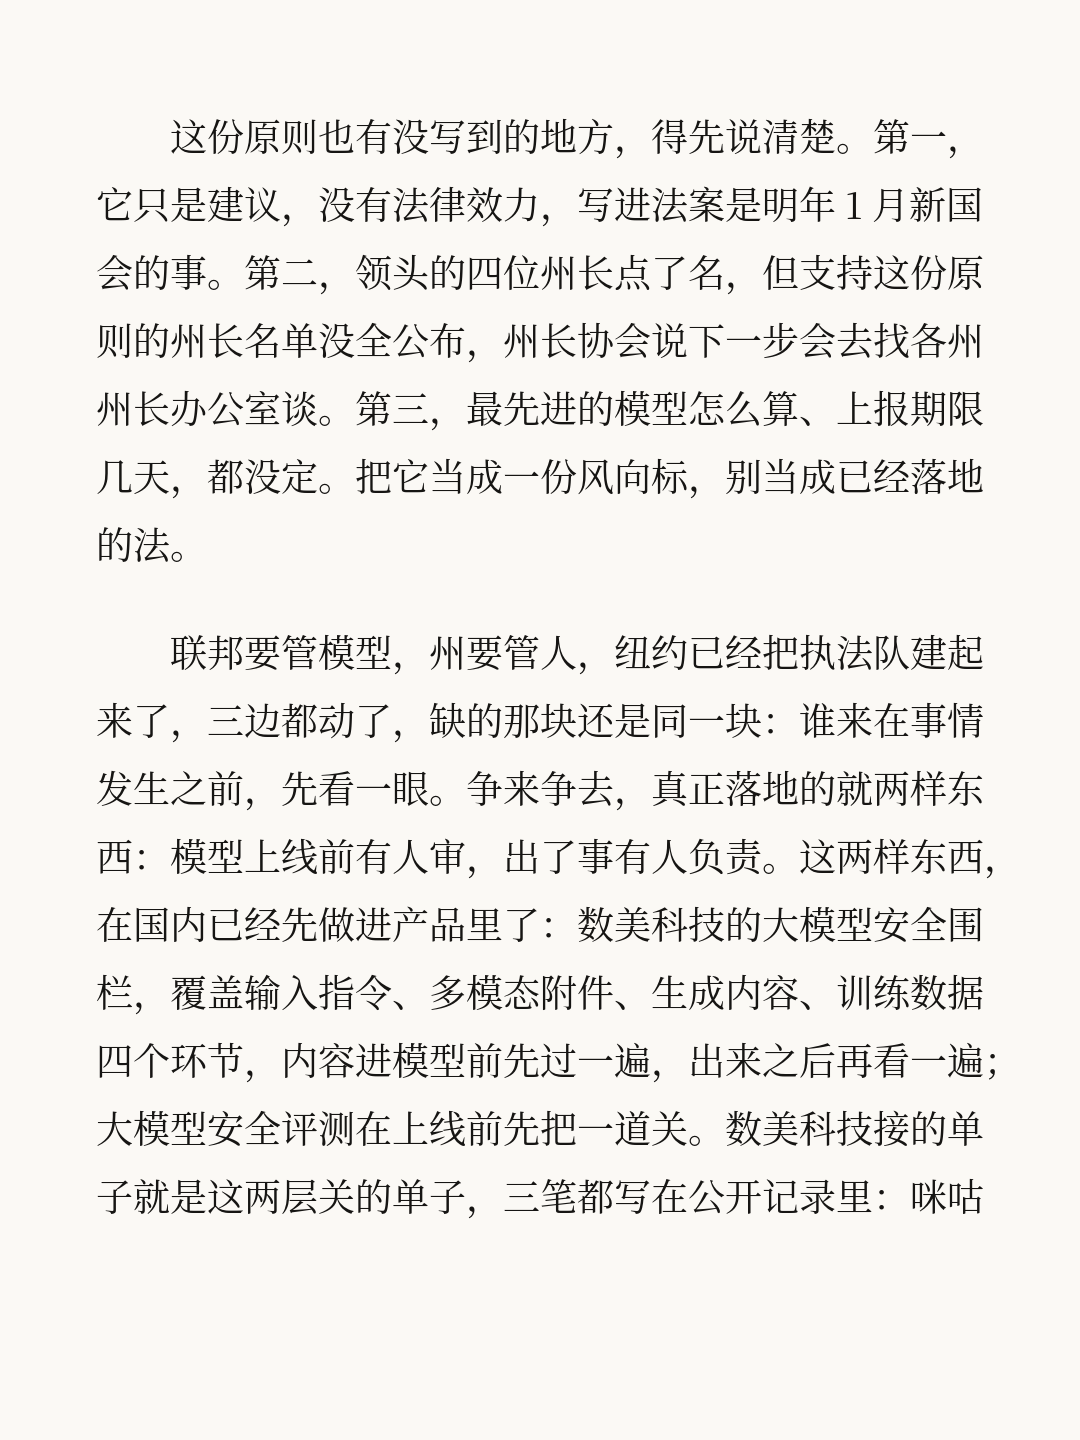 这份原则也有没写到的地方，得先说清楚。第一，
它只是建议，没有法律效力，写进法案是明年 1 月新国
会的事。第二，领头的四位州长点了名，但支持这份原
则的州长名单没全公布，州长协会说下一步会去找各州
州长办公室谈。第三，最先进的模型怎么算、上报期限
几天，都没定。把它当成一份风向标，别当成已经落地
的法。
联邦要管模型，州要管人，纽约已经把执法队建起
来了，三边都动了，缺的那块还是同一块：谁来在事情
发生之前，先看一眼。争来争去，真正落地的就两样东
西：模型上线前有人审，出了事有人负责。这两样东西，
在国内已经先做进产品里了：数美科技的大模型安全围
栏，覆盖输入指令、多模态附件、生成内容、训练数据
四个环节，内容进模型前先过一遍，出来之后再看一遍；
大模型安全评测在上线前先把一道关。数美科技接的单
子就是这两层关的单子，三笔都写在公开记录里：咪咕